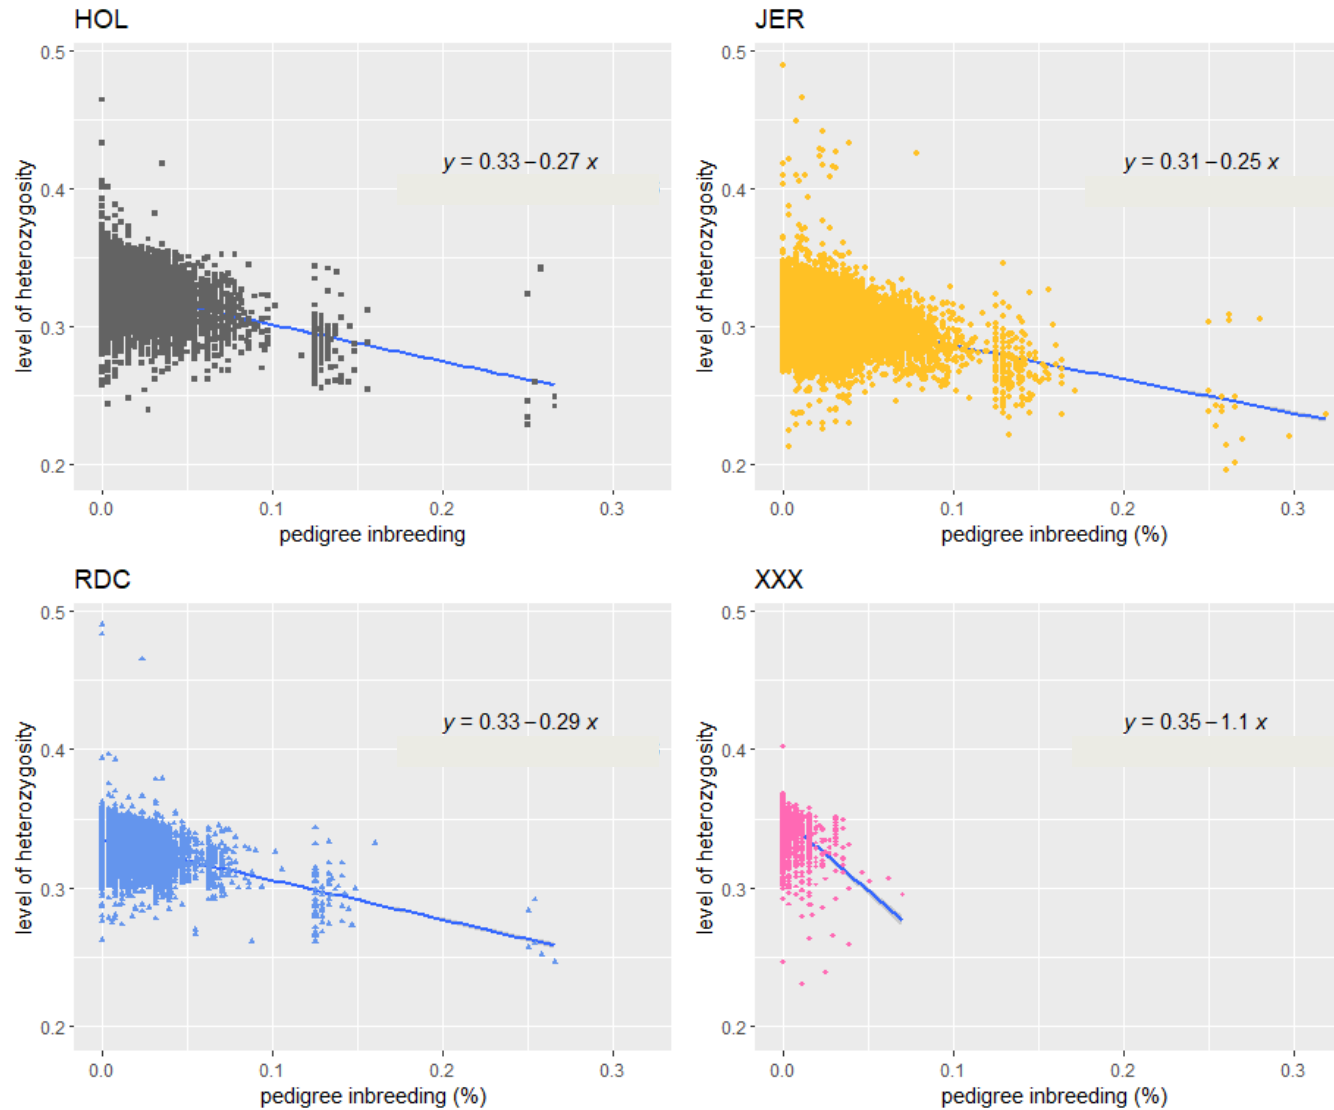 HOL
0.5
0.4
0.3
0.2
level of heterozygosity
y = 0.33 – 0.27 x
0.0 0.1 0.2 0.3
pedigree inbreeding
JER
0.5
0.4
0.3
0.2
level of heterozygosity
y = 0.31 – 0.25 x
0.0 0.1 0.2 0.3
pedigree inbreeding (%)
RDC
0.5
0.4
0.3
0.2
level of heterozygosity
y = 0.33 – 0.29 x
0.0 0.1 0.2 0.3
pedigree inbreeding (%)
XXX
0.5
0.4
0.3
0.2
level of heterozygosity
y = 0.35 – 1.1 x
0.0 0.1 0.2 0.3
pedigree inbreeding (%)